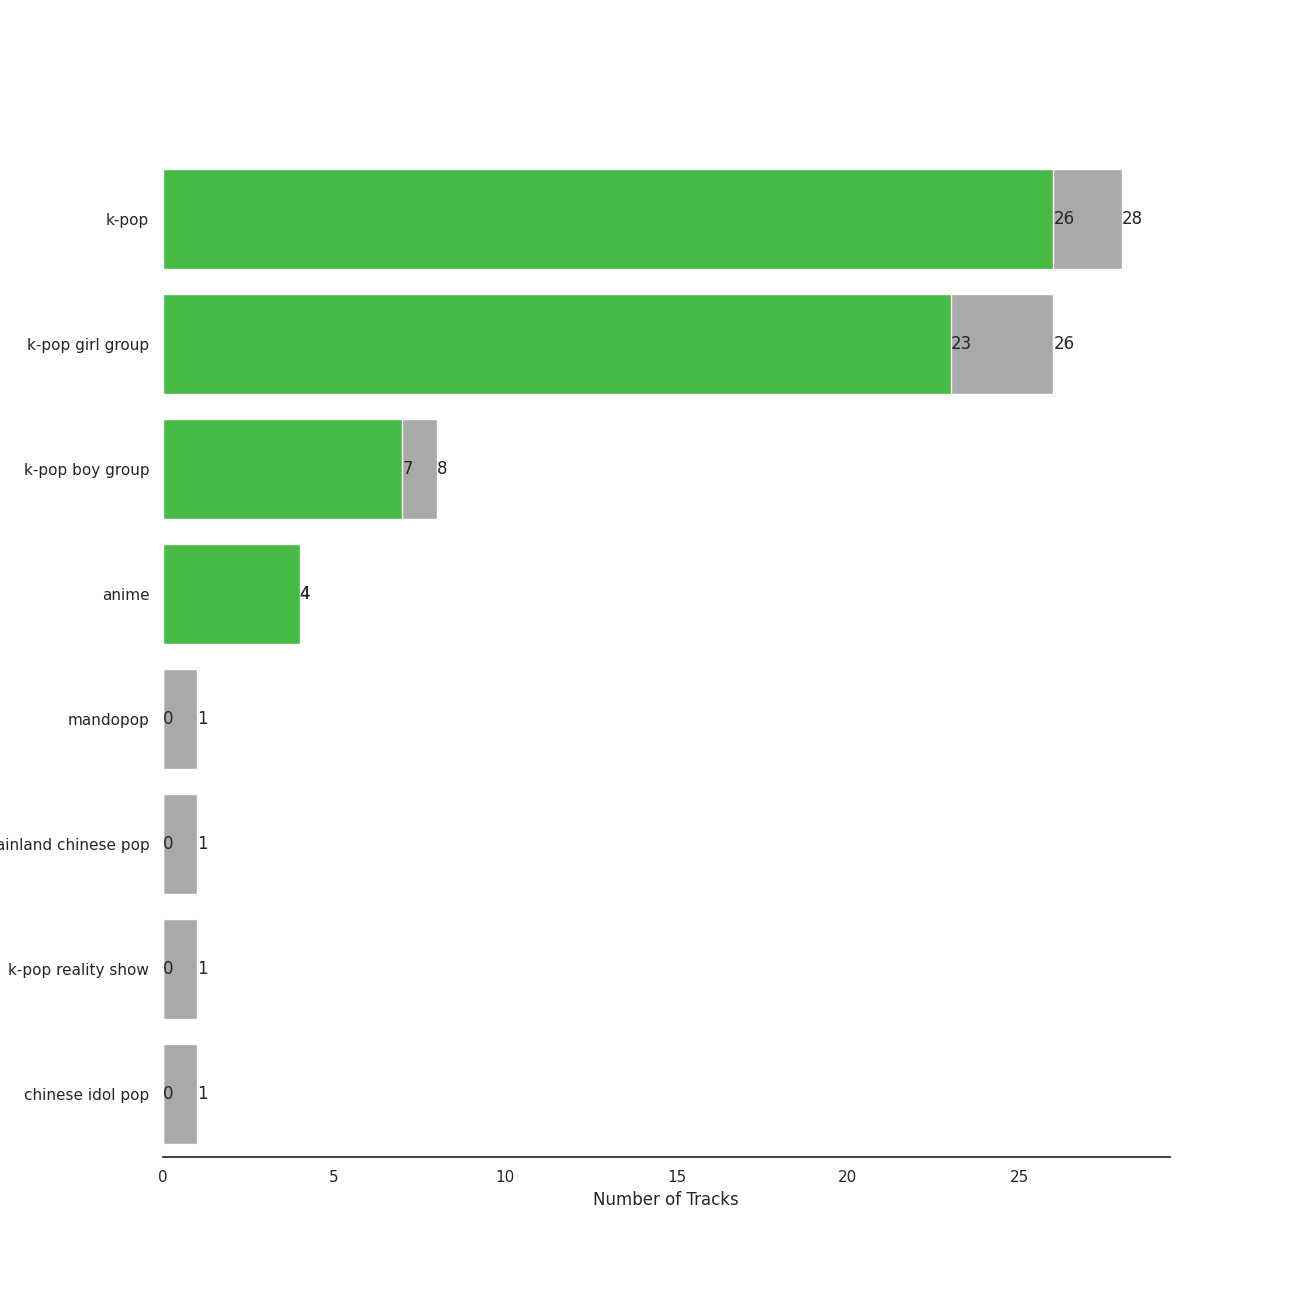 k-pop 26 28
k-pop girl group 23 26
k-pop boy group 7 8
anime 4
mandopop 0 1
ainland chinese pop 0 1
k-pop reality show 0 1
chinese idol pop 0 1
0 5 10 15 20 25
Number of Tracks